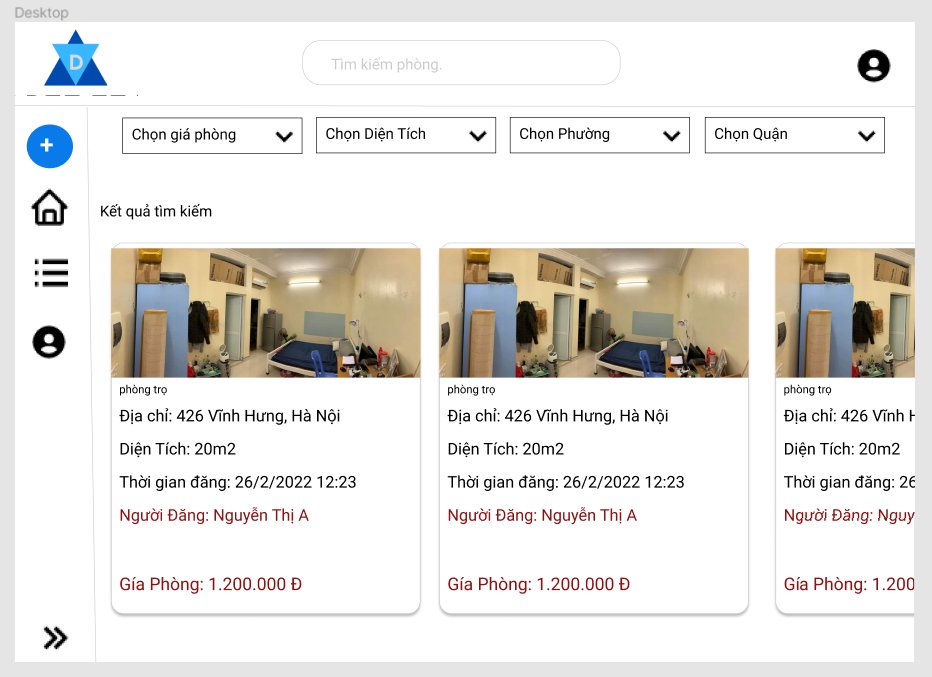 Desktop
D
Tìm kiếm phòng.
+
Chọn giá phòng
Chọn Diện Tích
Chọn Phường
Chọn Quận
Kết quả tìm kiếm
phòng trọ
Địa chỉ: 426 Vĩnh Hưng, Hà Nội
Diện Tích: 20m2
Thời gian đăng: 26/2/2022 12:23
Người Đăng: Nguyễn Thị A
Gía Phòng: 1.200.000 Đ
phòng trọ
Địa chỉ: 426 Vĩnh Hưng, Hà Nội
Diện Tích: 20m2
Thời gian đăng: 26/2/2022 12:23
Người Đăng: Nguyễn Thị A
Gía Phòng: 1.200.000 Đ
phòng trọ
Địa chỉ: 426 Vĩnh H
Diện Tích: 20m2
Thời gian đăng: 26
Người Đăng: Nguy
Gía Phòng: 1.200